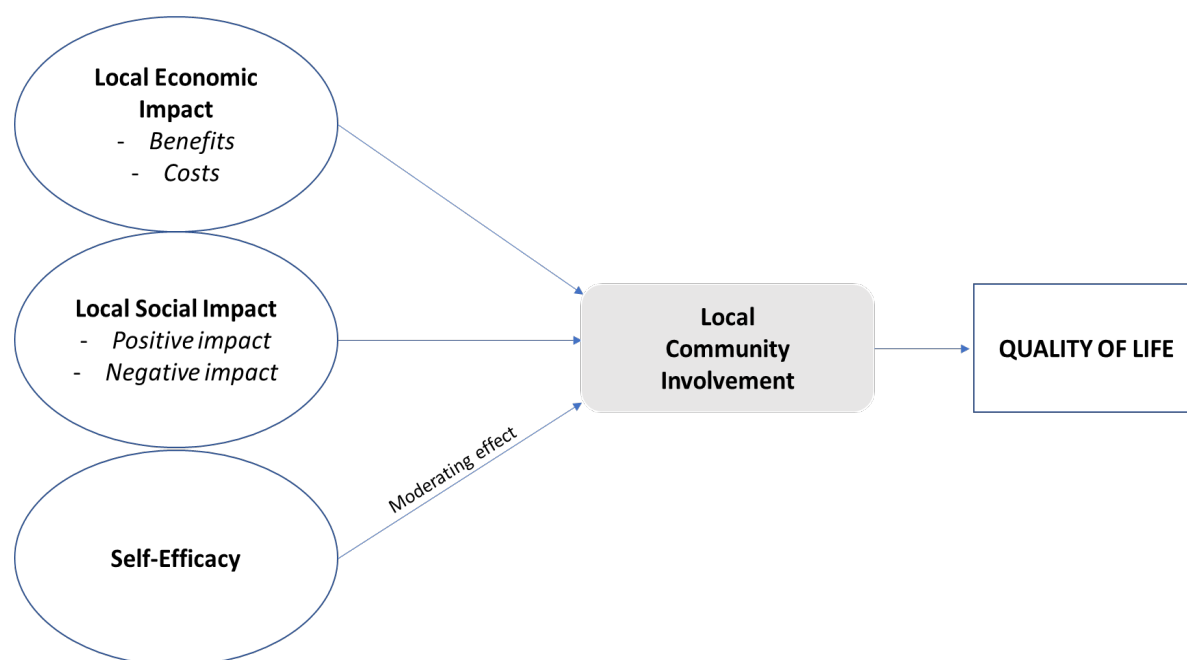 Local Economic
Impact
- Benefits
- Costs
Local Social Impact
- Positive impact
- Negative impact
Self-Efficacy
Moderating effect
Local
Community
Involvement
QUALITY OF LIFE